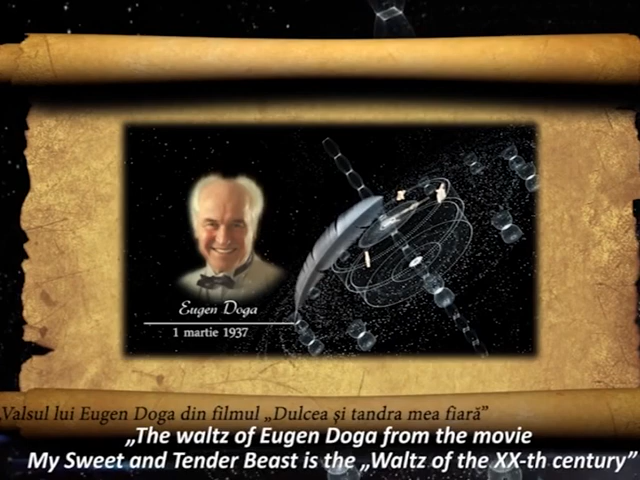 Eugen Doga
1 martie 1937
„Valsul lui Eugen Doga din filmul „Dulcea și tandra mea fiară”
„The waltz of Eugen Doga from the movie
My Sweet and Tender Beast is the „Waltz of the XX-th century”